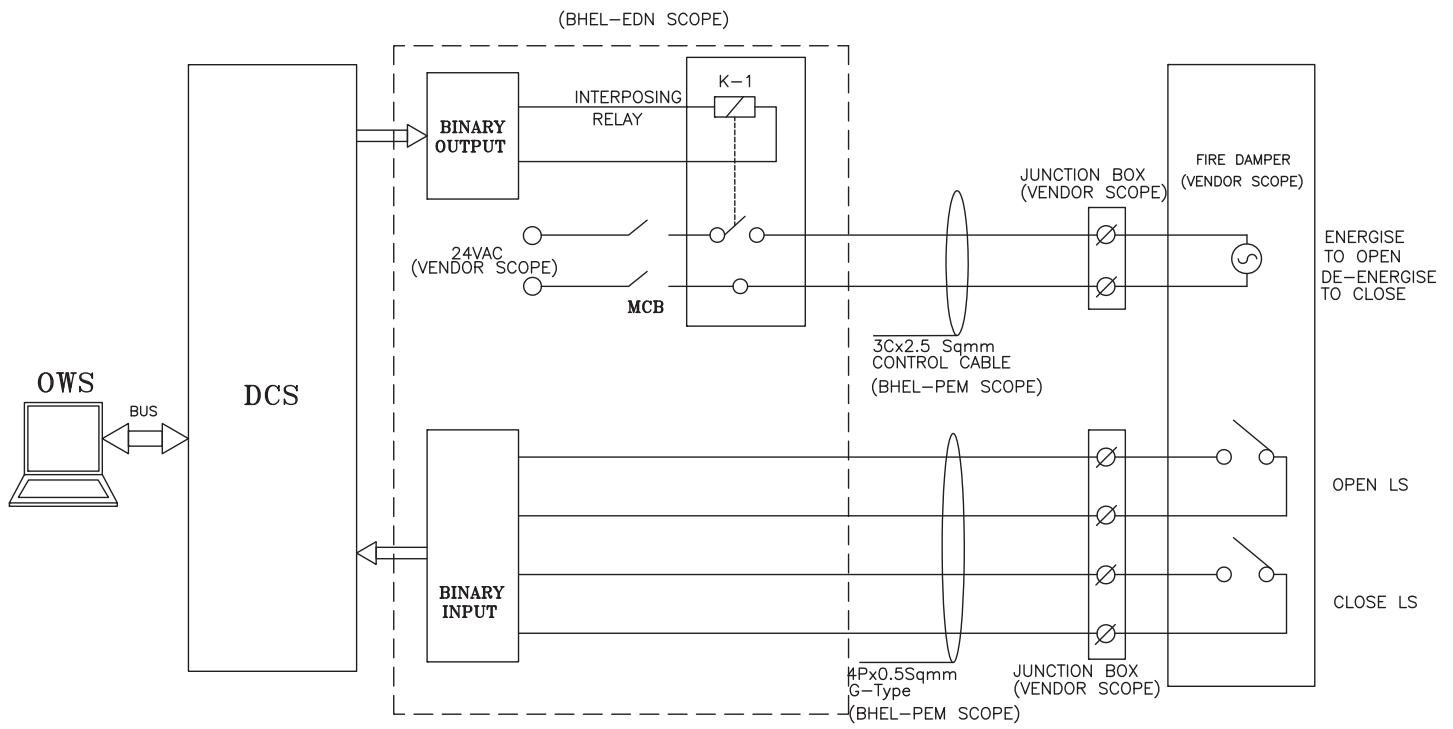 (BHEL-EDN SCOPE)
K-1
INTERPOSING
RELAY
BINARY
OUTPUT
FIRE DAMPER
(VENDOR SCOPE)
JUNCTION BOX
(VENDOR SCOPE)
24VAC
(VENDOR SCOPE)
MCB
ENERGISE
TO OPEN
DE-ENERGISE
TO CLOSE
3Cx2.5 Sqmm
CONTROL CABLE
(BHEL-PEM SCOPE)
OWS
BUS
DCS
OPEN LS
BINARY
INPUT
CLOSE LS
4Px0.5Sqmm
G-Type
(BHEL-PEM SCOPE)
JUNCTION BOX
(VENDOR SCOPE)